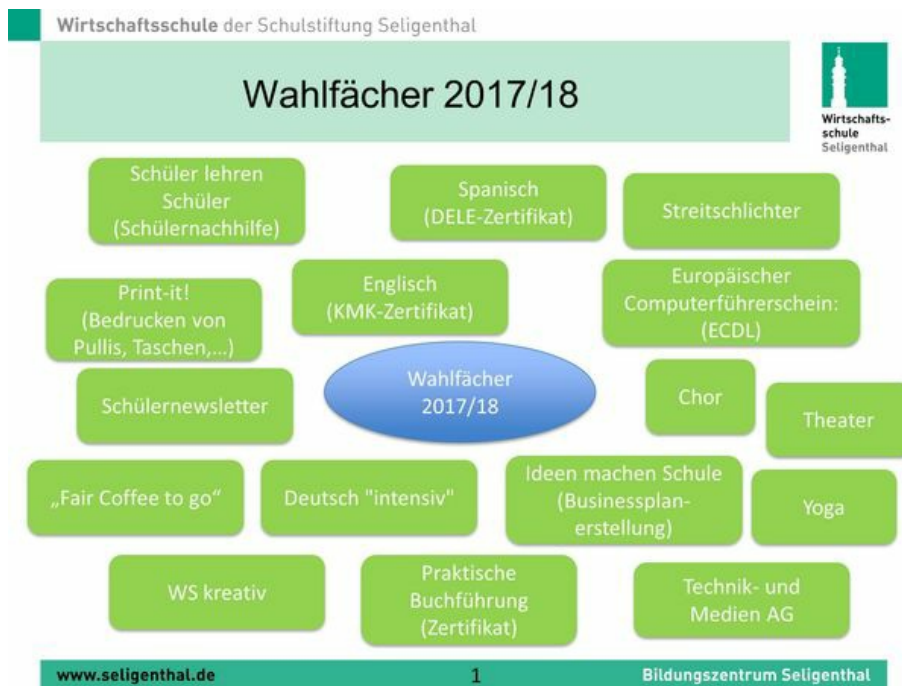 Wirtschaftsschule der Schulstiftung Seligenthal
Wahlfächer 2017/18
Wirtschafts-
schule
Seligenthal
Schüler lehren
Schüler
(Schülernachhilfe)
Spanisch
(DELE-Zertifikat)
Streitschlichter
Print-it!
(Bedrucken von
Pullis, Taschen,...)
Englisch
(KMK-Zertifikat)
Europäischer
Computerführerschein:
(ECDL)
Schülernewsletter
Wahlfächer
2017/18
Chor
Theater
„Fair Coffee to go“
Deutsch "intensiv"
Ideen machen Schule
(Businessplan-
erstellung)
Yoga
WS kreativ
Praktische
Buchführung
(Zertifikat)
Technik- und
Medien AG
www.seligenthal.de
1
Bildungszentrum Seligenthal